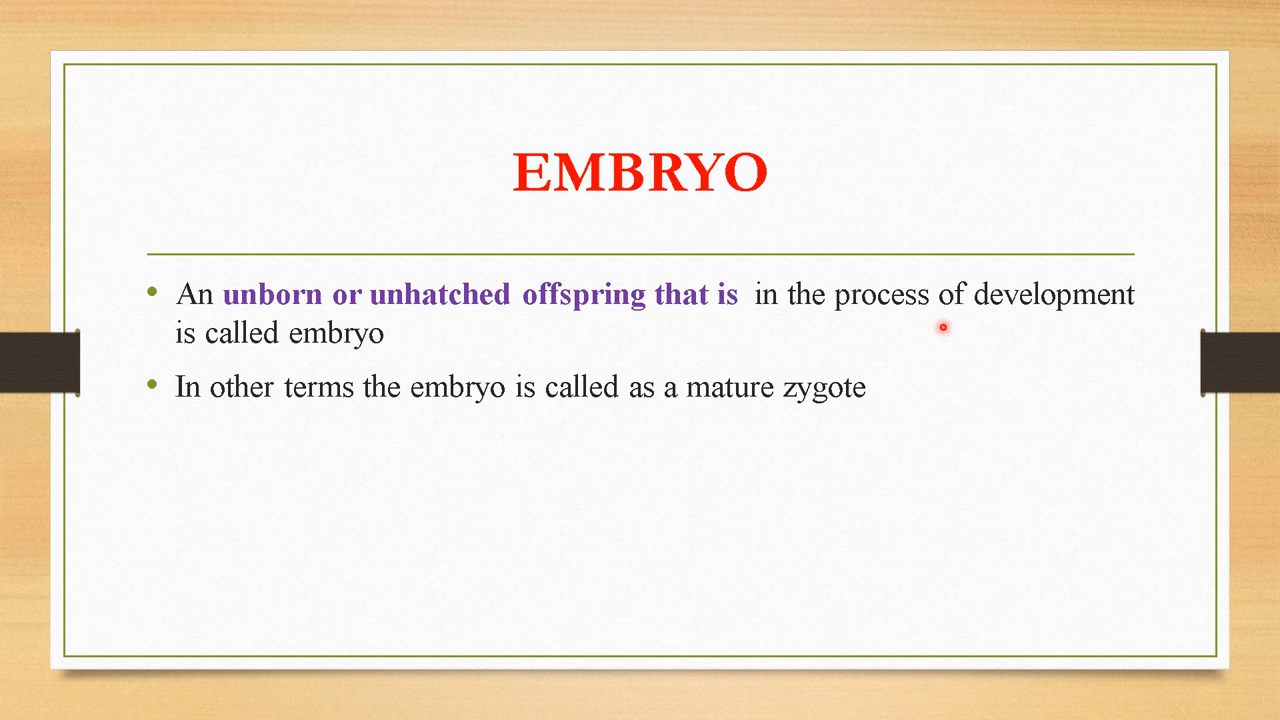 EMBRYO
• An unborn or unhatched offspring that is in the process of development
is called embryo
• In other terms the embryo is called as a mature zygote